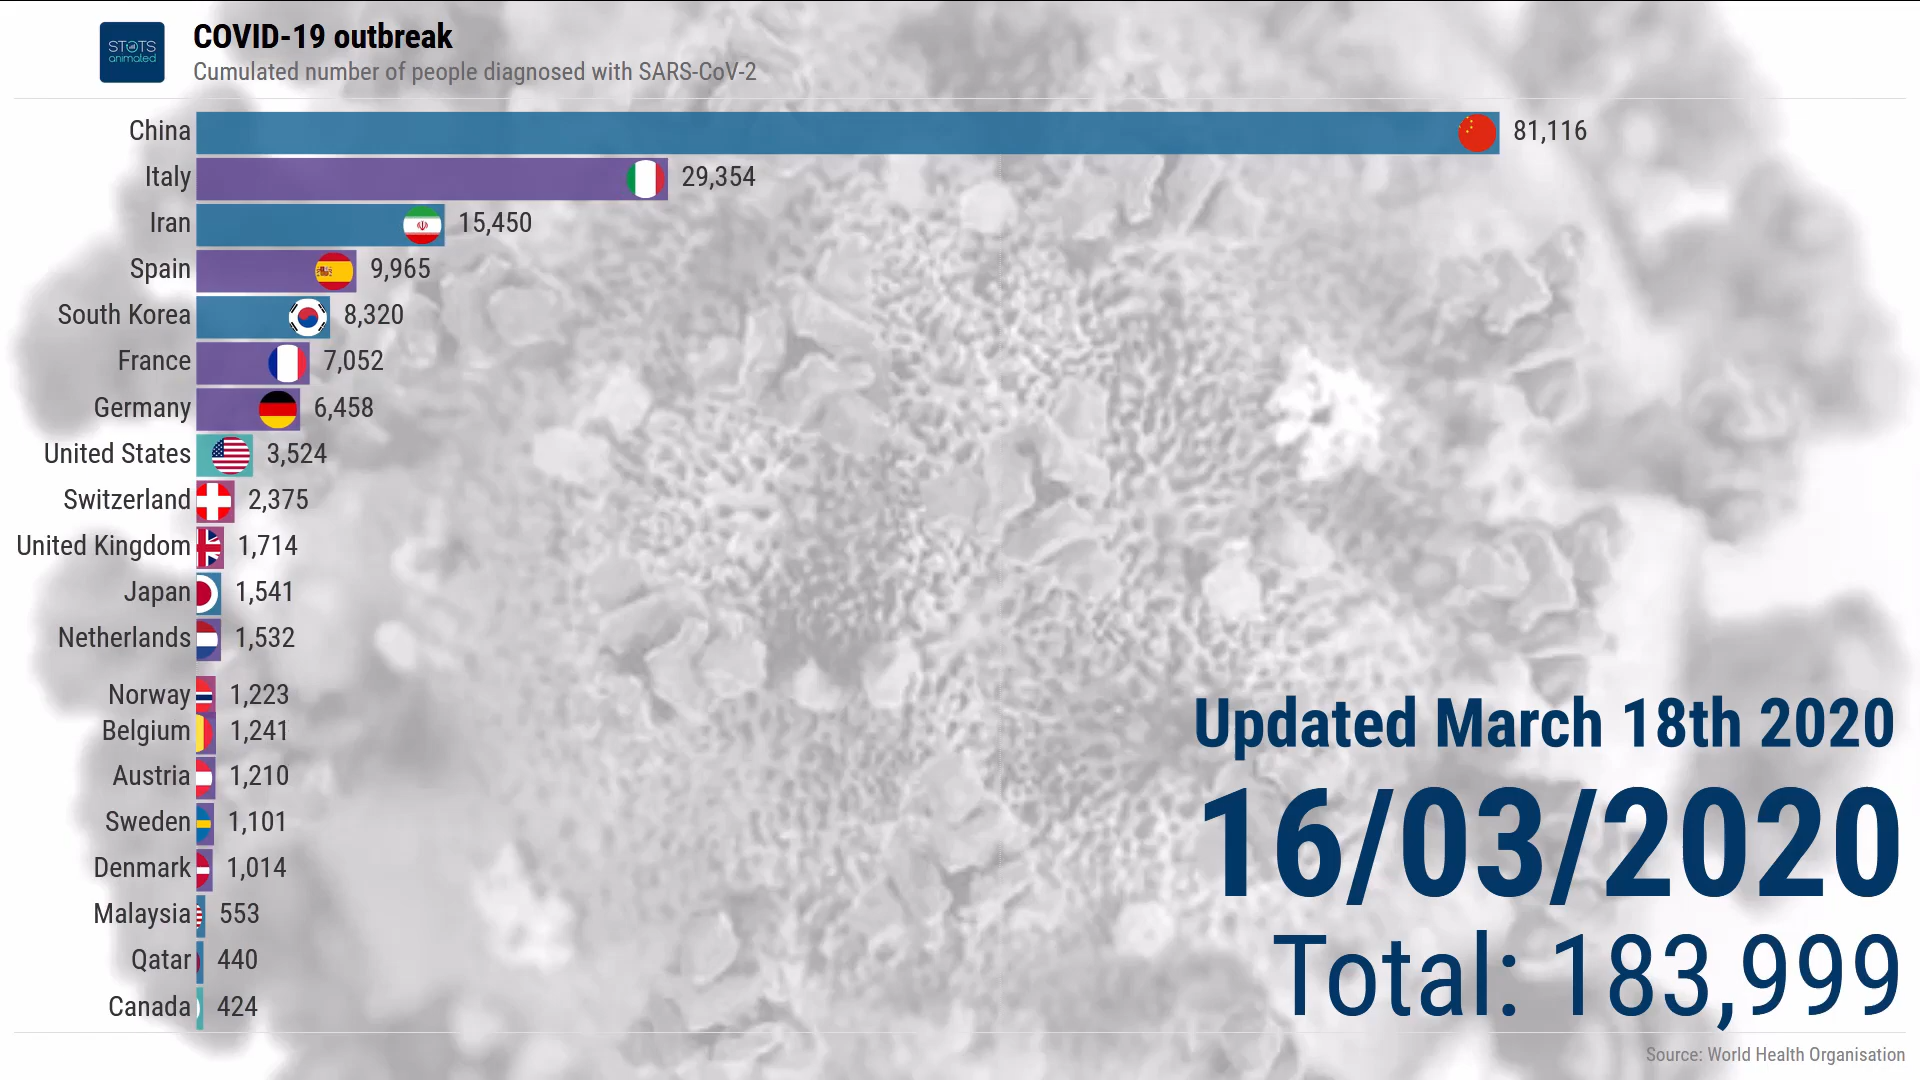 STATS
animated
COVID-19 outbreak
Cumulated number of people diagnosed with SARS-CoV-2
China 81,116
Italy 29,354
Iran 15,450
Spain 9,965
South Korea 8,320
France 7,052
Germany 6,458
United States 3,524
Switzerland 2,375
United Kingdom 1,714
Japan 1,541
Netherlands 1,532
Norway 1,223
Belgium 1,241
Austria 1,210
Sweden 1,101
Denmark 1,014
Malaysia 553
Qatar 440
Canada 424
Updated March 18th 2020
16/03/2020
Total: 183,999
Source: World Health Organisation